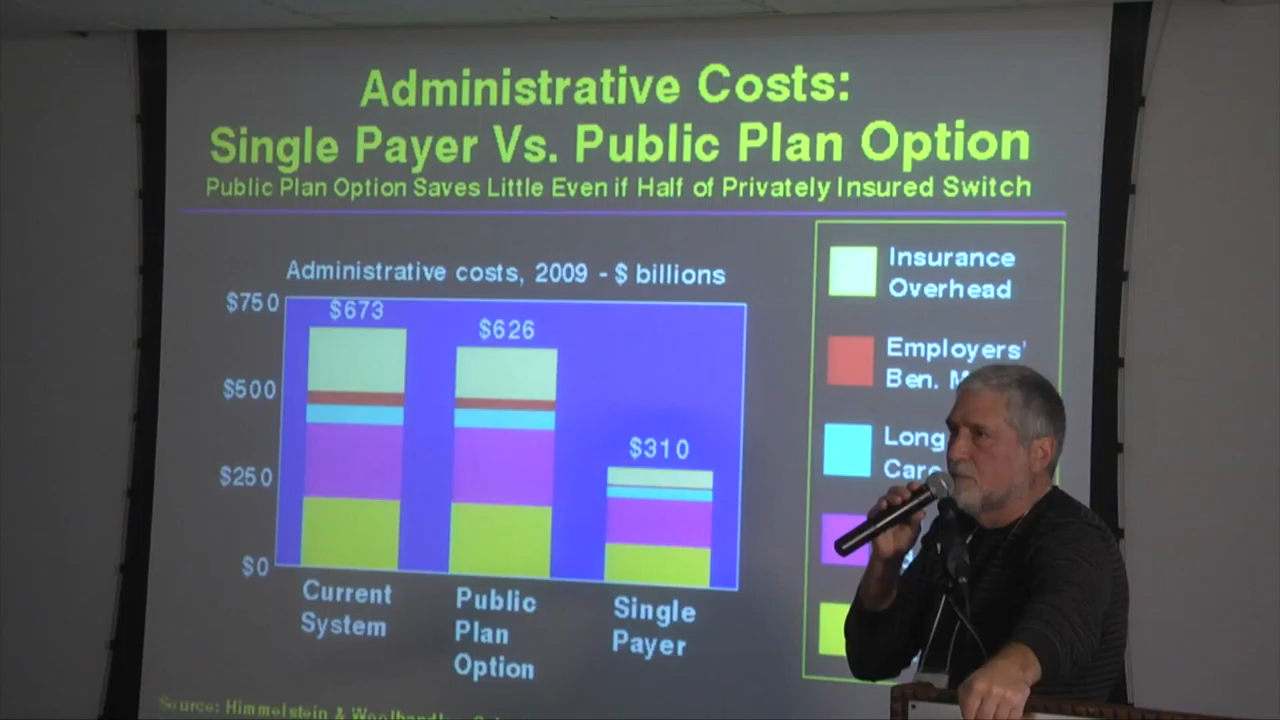 Administrative Costs:
Single Payer Vs. Public Plan Option
Public Plan Option Saves Little Even if Half of Privately Insured Switch
Administrative costs, 2009 - $ billions
$750
$500
$250
$0
$673
$626
$310
Current
System
Public
Plan
Option
Single
Payer
Insurance
Overhead
Employers'
Ben.
Long
Care
Source: Himmelstein &